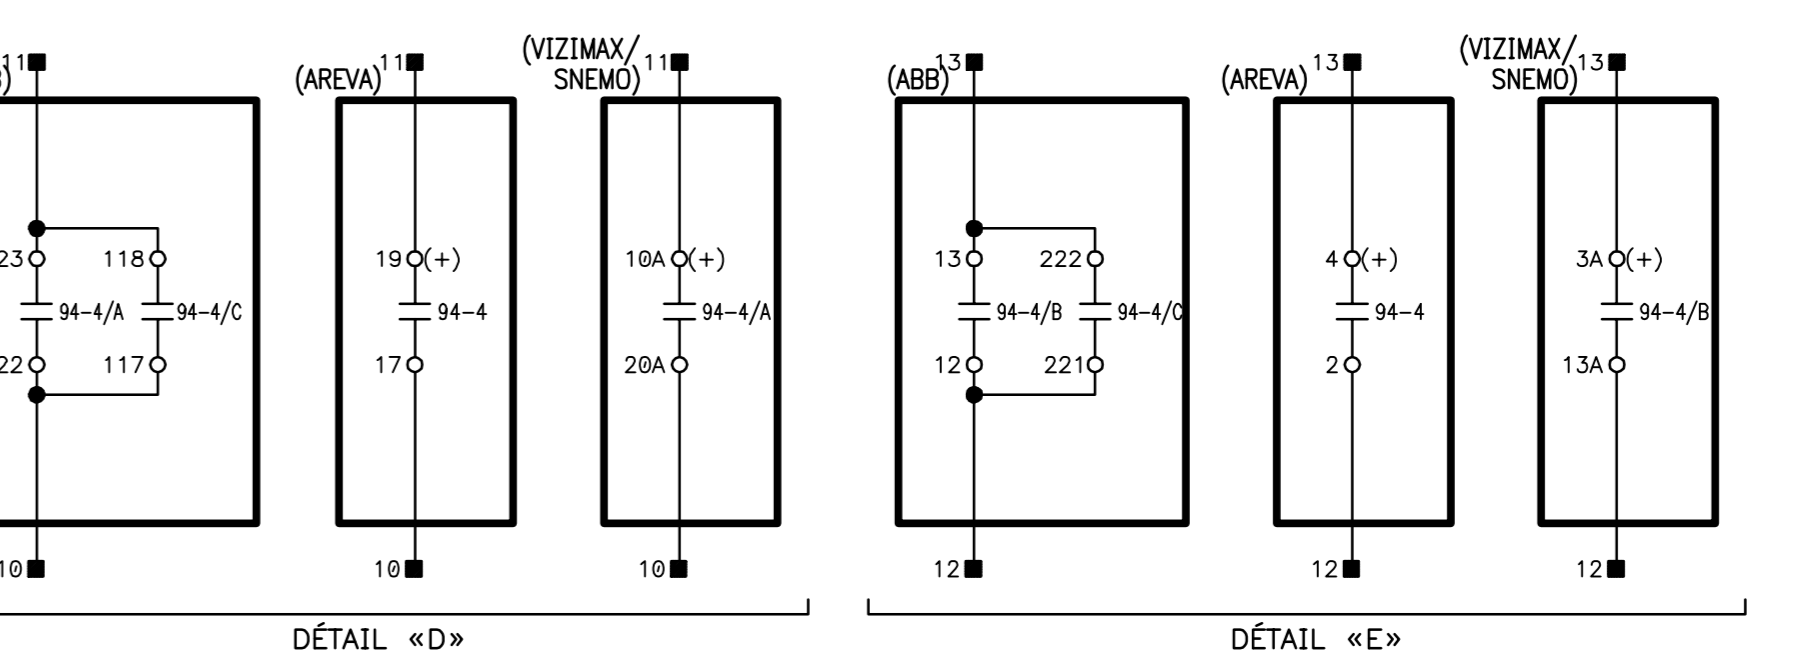 11
(AREVA)
11
(VIZIMAX/
SNEMO)
11
(ABB)
13
(AREVA)
13
(VIZIMAX/
SNEMO)
13
23
118
19
(+)
10A
(+)
13
222
4
(+)
3A
(+)
94-4/A
94-4/C
94-4
94-4/A
94-4/B
94-4/C
94-4
94-4/B
22
117
17
20A
12
221
2
13A
10
10
10
12
12
12
DÉTAIL «D»
DÉTAIL «E»